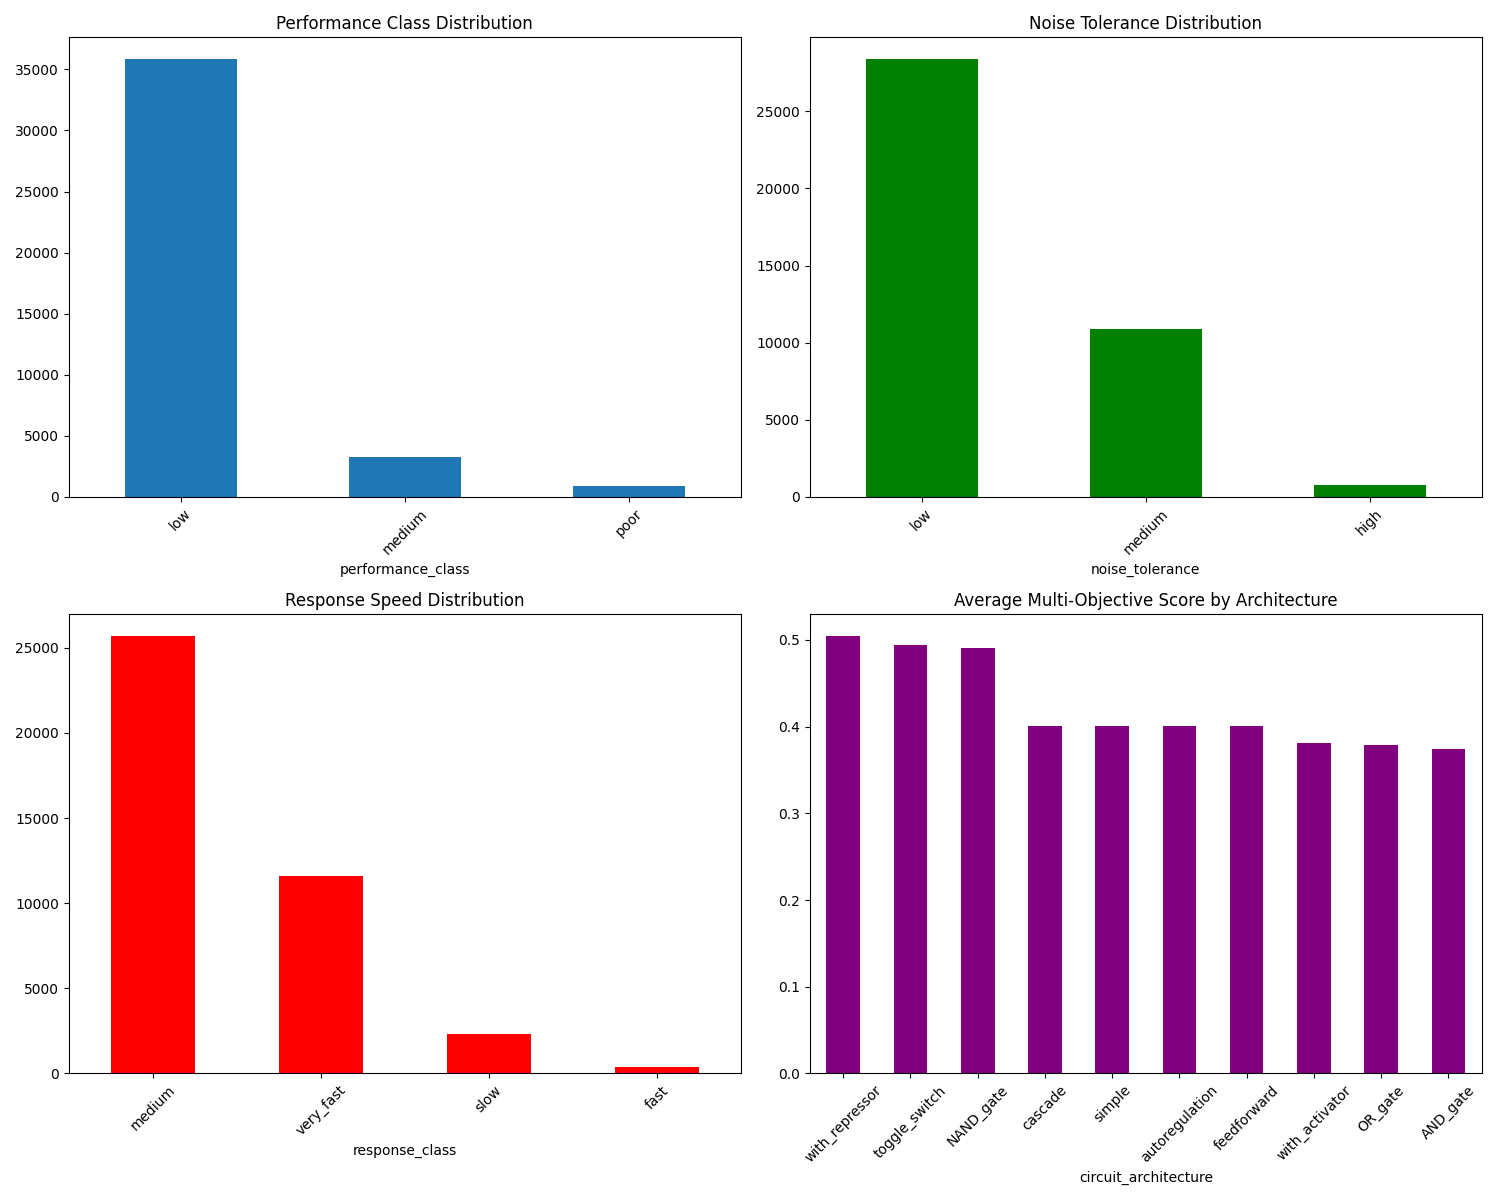 Performance Class Distribution
35000
30000
25000
20000
15000
10000
5000
0
low
medium
poor
performance_class
Noise Tolerance Distribution
25000
20000
15000
10000
5000
0
low
medium
high
noise_tolerance
Response Speed Distribution
25000
20000
15000
10000
5000
0
medium
very_fast
slow
fast
response_class
Average Multi-Objective Score by Architecture
0.5
0.4
0.3
0.2
0.1
0.0
with_repressor
toggle_switch
NAND_gate
cascade
simple
autoregulation
feedforward
with_activator
OR_gate
AND_gate
circuit_architecture